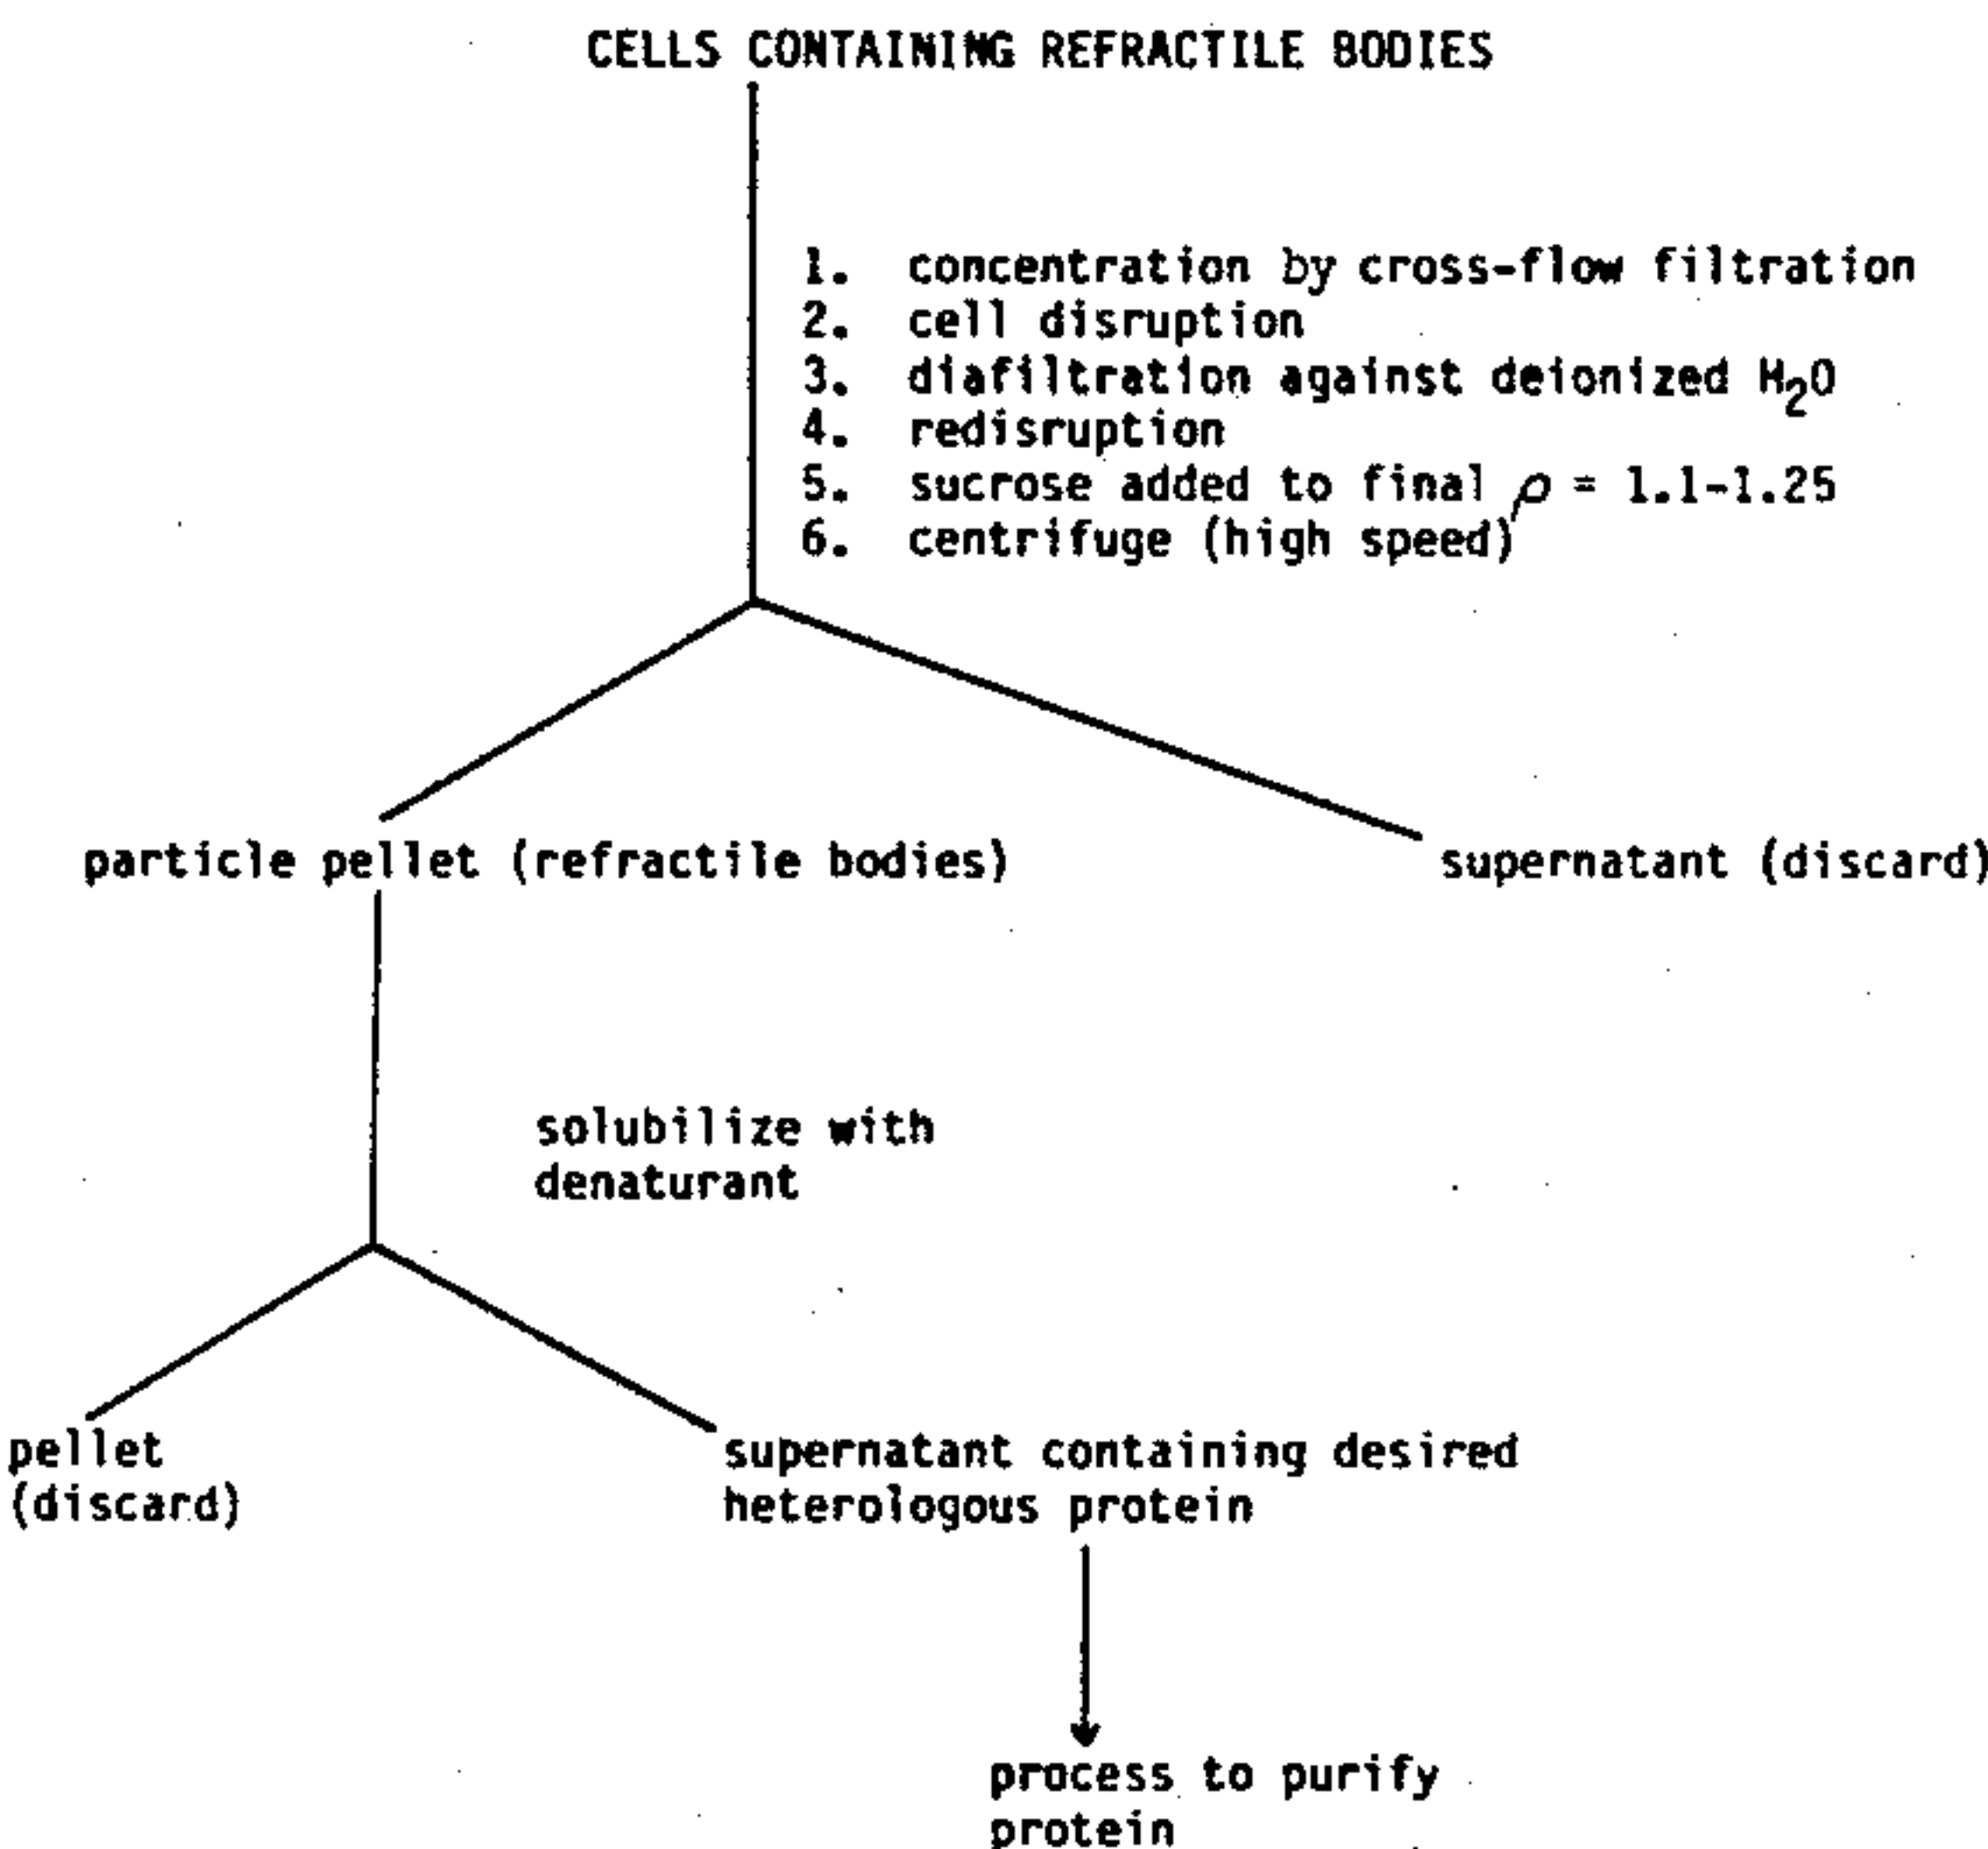 CELLS CONTAINING REFRACTILE BODIES
1. concentration by cross-flow filtration
2. cell disruption
3. diafiltration against deionized H₂O
4. redisruption
5. sucrose added to final ρ = 1.1-1.25
6. centrifuge (high speed)
particle pellet (refractile bodies)
supernatant (discard)
solubilize with
denaturant
pellet
(discard)
supernatant containing desired
heterologous protein
process to purify
protein